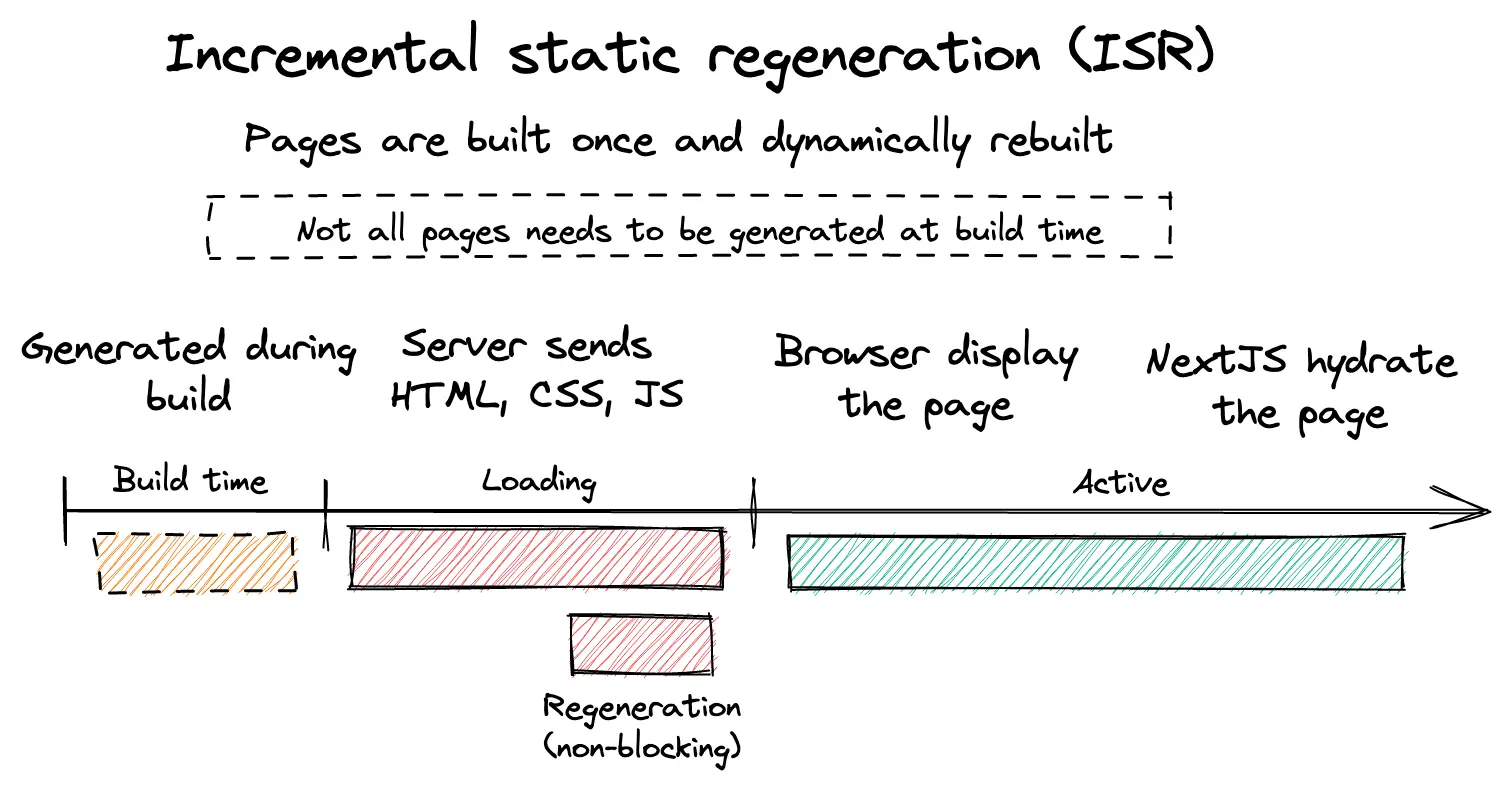 Incremental static regeneration (ISR)
Pages are built once and dynamically rebuilt
Not all pages needs to be generated at build time
Generated during
build
Server sends
HTML, CSS, JS
Browser display
the page
NextJS hydrate
the page
Build time
Loading
Active
Regeneration
(non-blocking)